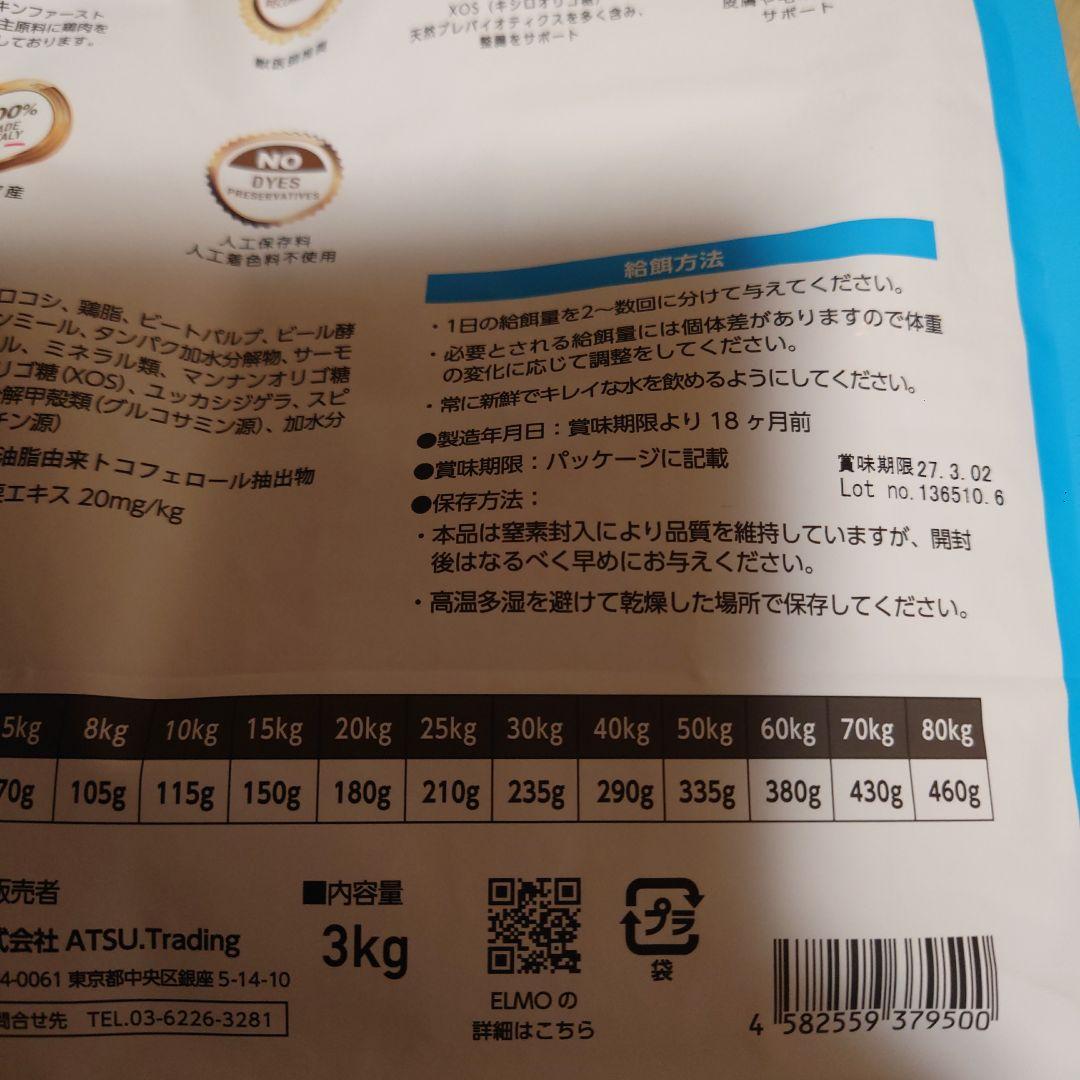 キンファースト
主原料に鶏肉を
しております。
XOS（キシロオリゴ糖）
天然プレバイオティクスを多く含み、
整腸をサポート
サポート
獣医師推薦
00%
ADE
ALY
産
NO
DYES
PRESERVATIVES
人工保存料
人工着色料不使用
ロコシ、鶏脂、ビートパルプ、ビール酵
ンミール、タンパク加水分解物、サーモ
ル、ミネラル類、マンナンオリゴ糖
リゴ糖（XOS）、ユッカシジゲラ、スピ
解甲殻類（グルコサミン源）、加水分
チン源）
油脂由来トコフェロール抽出物
エキス 20mg/kg
給餌方法
・1日の給餌量を2～数回に分けて与えてください。
・必要とされる給餌量には個体差がありますので体重
の変化に応じて調整をしてください。
・常に新鮮でキレイな水を飲めるようにしてください。
●製造年月日：賞味期限より 18 ヶ月前
●賞味期限：パッケージに記載
賞味期限27.3.02
Lot no.136510.6
●保存方法：
・本品は窒素封入により品質を維持していますが、開封
後はなるべく早めにお与えください。
・高温多湿を避けて乾燥した場所で保存してください。
5kg 8kg 10kg 15kg 20kg 25kg 30kg 40kg 50kg 60kg 70kg 80kg
70g 105g 115g 150g 180g 210g 235g 290g 335g 380g 430g 460g
販売者
式会社 ATSU.Trading
4-0061 東京都中央区銀座 5-14-10
問合せ先 TEL.03-6226-3281
■内容量
3kg
ELMO の
詳細はこちら
プラ
袋
4 582559 379500